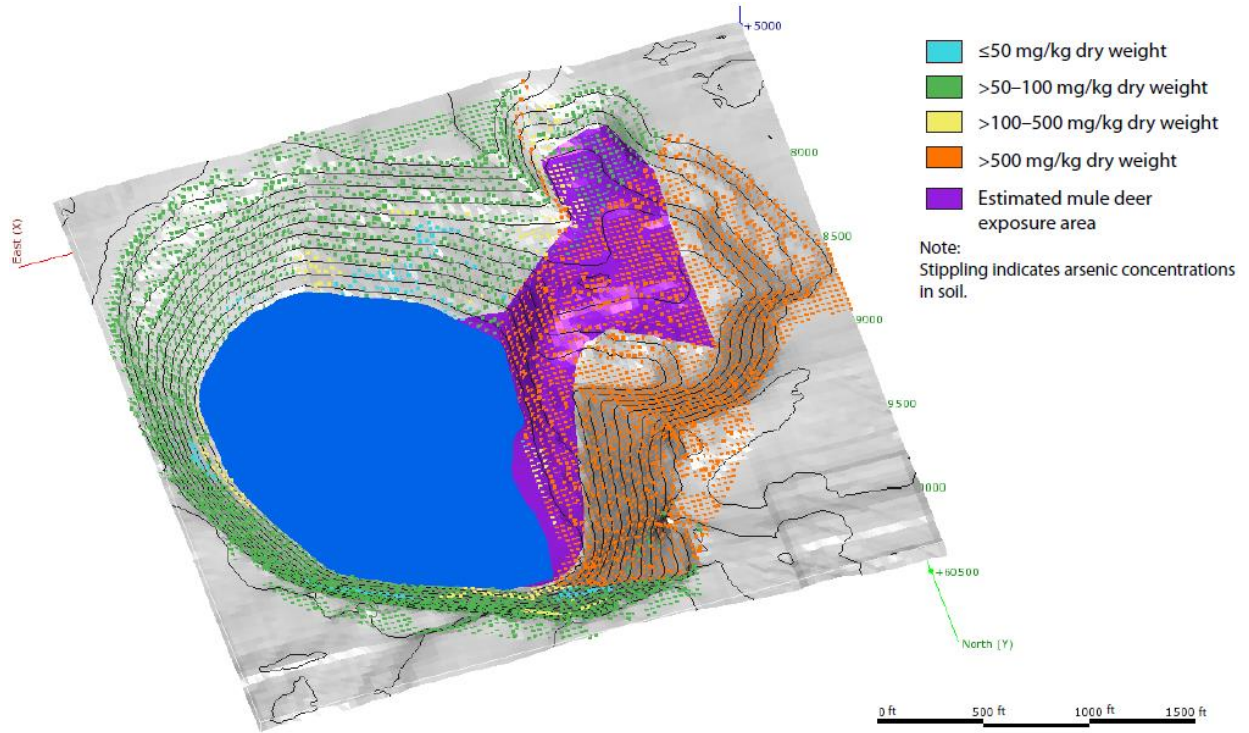 +5000
≤50 mg/kg dry weight
>50–100 mg/kg dry weight
>100–500 mg/kg dry weight
>500 mg/kg dry weight
Estimated mule deer
exposure area
Note:
Stippling indicates arsenic concentrations
in soil.
8000
East (X)
8500
9000
9500
0000
+60500
North (Y)
0 ft 500 ft 1000 ft 1500 ft